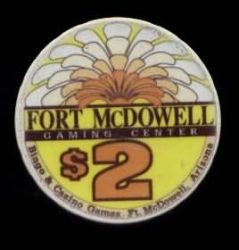 FORT MCDOWELL
GAMING CENTER
$2
Bingo & Casino Games, Ft. McDowell, Arizona